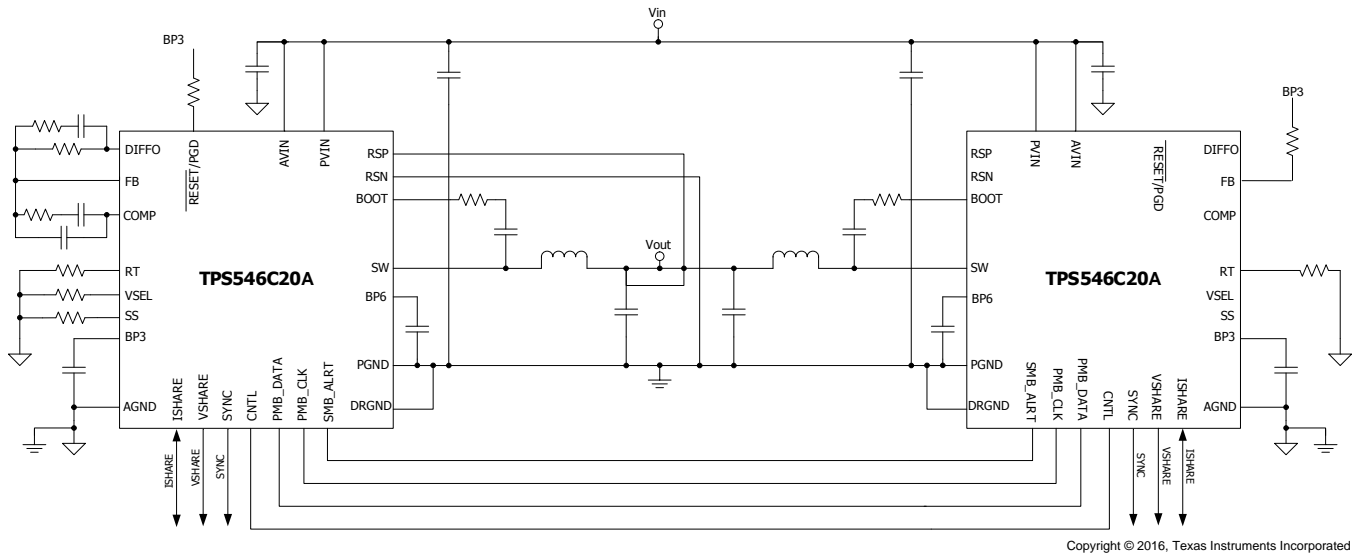 Vin
BP3
BP3
DIFFO
FB
COMP
RT
VSEL
SS
BP3
AGND
RESET/PGD
AVIN
PVIN
RSP
RSN
BOOT
SW
BP6
PGND
DRGND
TPS546C20A
ISHARE
VSHARE
SYNC
CNTL
PMB_DATA
PMB_CLK
SMB_ALRT
ISHARE
VSHARE
SYNC
Vout
RSP
RSN
BOOT
SW
BP6
PGND
DRGND
PVIN
AVIN
RESET/PGD
DIFFO
FB
COMP
RT
VSEL
SS
BP3
AGND
TPS546C20A
SMB_ALRT
PMB_CLK
PMB_DATA
CNTL
SYNC
VSHARE
ISHARE
SYNC
VSHARE
ISHARE
Copyright © 2016, Texas Instruments Incorporated